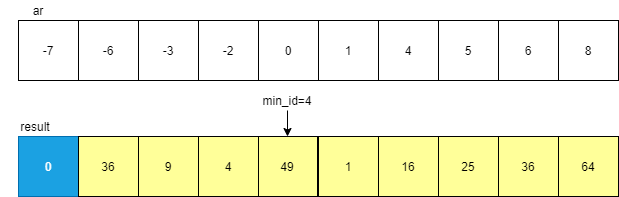 ar
-7 -6 -3 -2 0 1 4 5 6 8
min_id=4
result
0 36 9 4 49 1 16 25 36 64